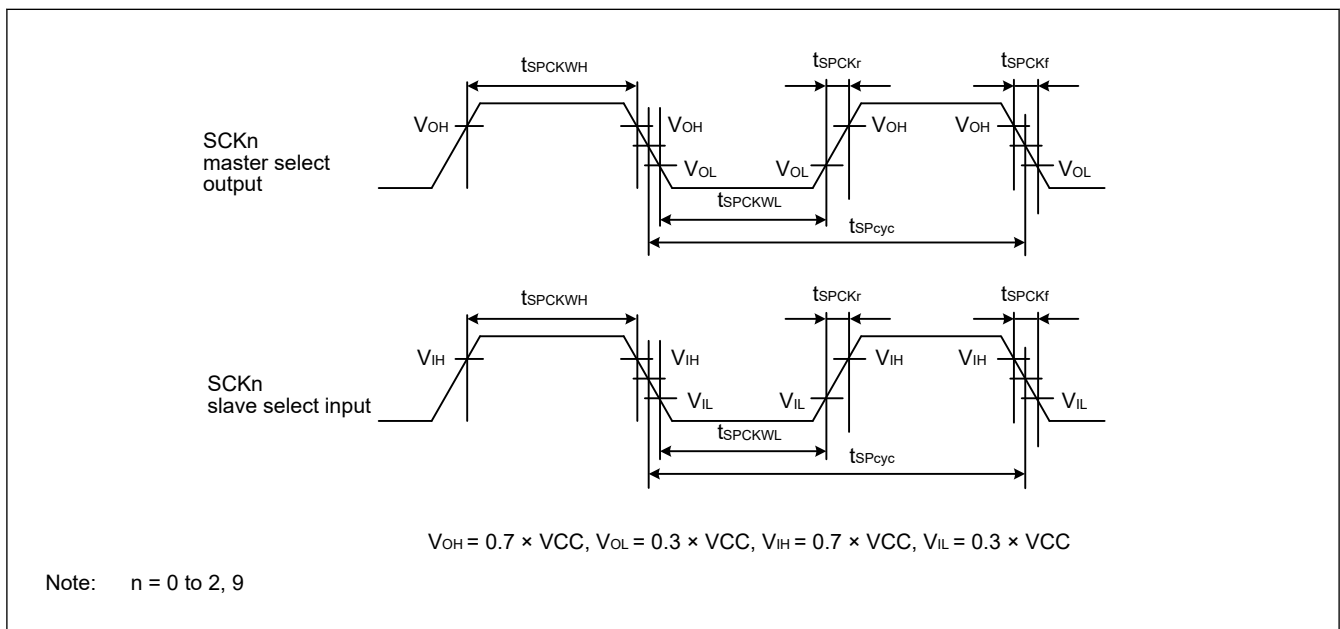 tSPCKWH
tSPCKr
tSPCKf
VOH
VOH
VOH
VOH
SCKn
master select
output
VOL
VOL
VOL
tSPCKWL
tSPcyc
tSPCKWH
tSPCKr
tSPCKf
VIH
VIH
VIH
VIH
SCKn
slave select input
VIL
VIL
VIL
tSPCKWL
tSPcyc
VOH = 0.7 × VCC, VOL = 0.3 × VCC, VIH = 0.7 × VCC, VIL = 0.3 × VCC
Note: n = 0 to 2, 9